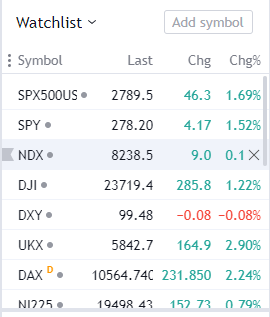 Watchlist Add symbol
Symbol Last Chg Chg%
SPX500US 2789.5 46.3 1.69%
SPY 278.20 4.17 1.52%
NDX 8238.5 9.0 0.1
DJI 23719.4 285.8 1.22%
DXY 99.48 −0.08 −0.08%
UKX 5842.7 164.9 2.90%
DAX D 10564.740 231.850 2.24%
NI225 19498.43 152.73 0.79%